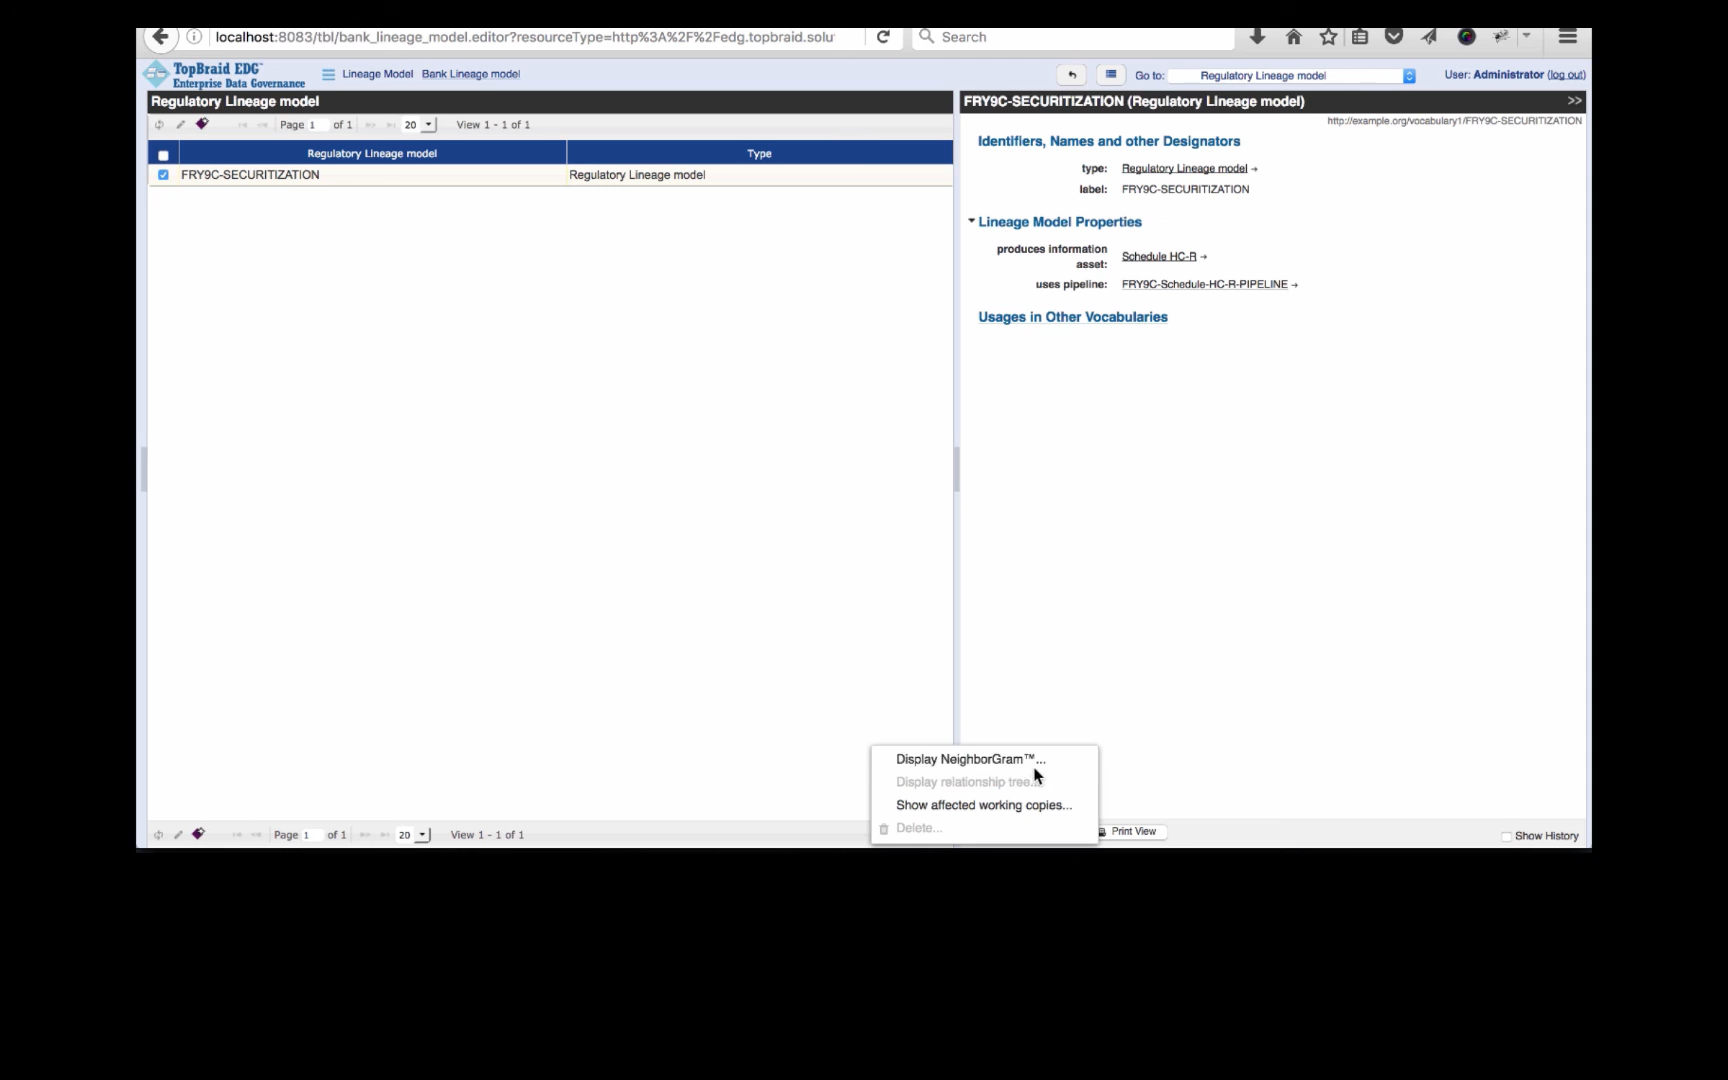 localhost:8083/tbl/bank_lineage_model.editor?resourceType=http%3A%2F%2Fedg.topbraid.solu
Search
TopBraid EDG™
Enterprise Data Governance
Lineage Model Bank Lineage model
Go to: Regulatory Lineage model
User: Administrator (log out)
Regulatory Lineage model
Page 1 of 1 20 View 1 - 1 of 1
Regulatory Lineage model Type
FRY9C-SECURITIZATION Regulatory Lineage model
FRY9C-SECURITIZATION (Regulatory Lineage model) >>
http://example.org/vocabulary1/FRY9C-SECURITIZATION
Identifiers, Names and other Designators
type: Regulatory Lineage model →
label: FRY9C-SECURITIZATION
Lineage Model Properties
produces information
asset: Schedule HC-R →
uses pipeline: FRY9C-Schedule-HC-R-PIPELINE →
Usages in Other Vocabularies
Display NeighborGram™...
Display relationship tree...
Show affected working copies...
Delete...
Page 1 of 1 20 View 1 - 1 of 1
Print View
Show History